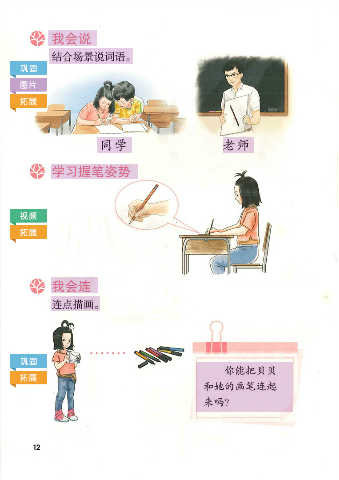 我会说
结合场景说词语。
巩固
图片
拓展
同学
老师
学习握笔姿势
视频
拓展
我会连
连点描画。
巩固
拓展
你能把贝贝
和她的画笔连起
来吗？
12